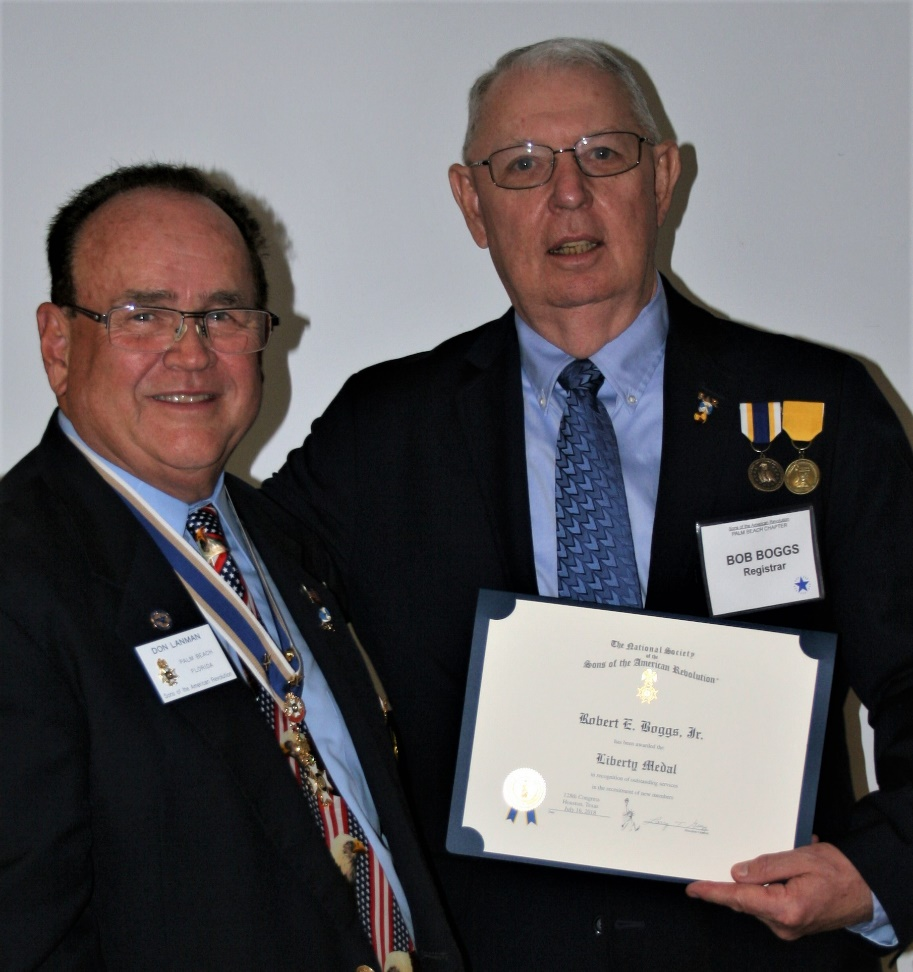 DON LANMAN
PALM BEACH
FLORIDA
Sons of the American Revolution
Sons of the American Revolution
PALM BEACH CHAPTER
BOB BOGGS
Registrar
The National Society
of the
Sons of the American Revolution
Robert E. Boggs, Jr.
has been awarded the
Liberty Medal
in recognition of outstanding services
in the recruitment of new members
128th Congress
Houston, Texas
July 16, 2018